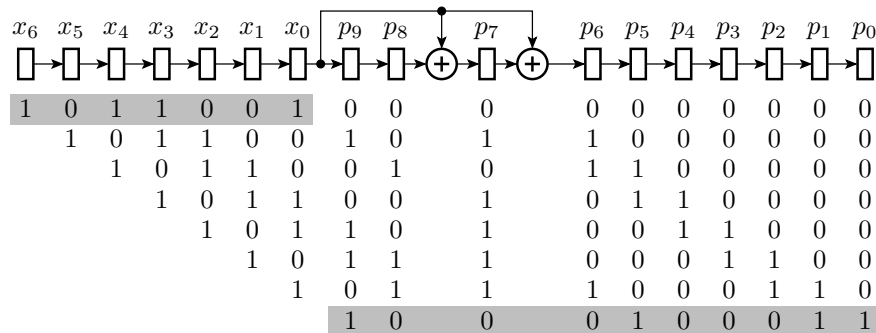 x₆ x₅ x₄ x₃ x₂ x₁ x₀ p₉ p₈ p₇ p₆ p₅ p₄ p₃ p₂ p₁ p₀
+ +
1 0 1 1 0 0 1 0 0 0 0 0 0 0 0 0 0
1 0 1 1 0 0 1 0 1 1 0 0 0 0 0 0
1 0 1 1 0 0 1 0 1 1 0 0 0 0 0
1 0 1 1 0 0 1 0 1 1 0 0 0 0
1 0 1 1 0 1 0 0 1 1 0 0 0
1 0 1 1 1 0 0 0 1 1 0 0
1 0 1 1 1 0 0 0 1 1 0
1 0 0 0 1 0 0 0 1 1